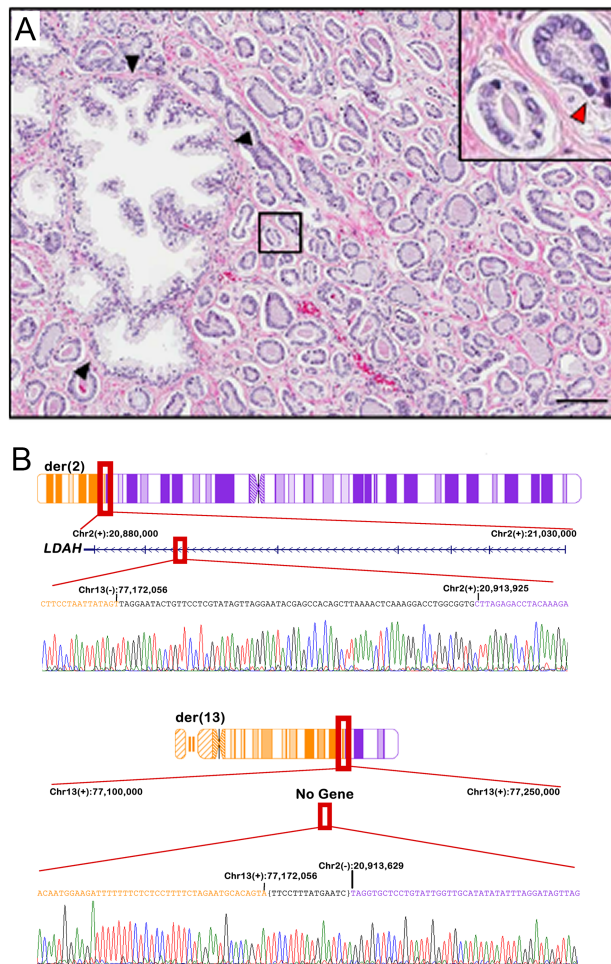 A
B
der(2)
Chr2(+):20,880,000
Chr2(+):21,030,000
LDAH
Chr13(-):77,172,056
Chr2(+):20,913,925
CTTCCTAATTATAGTTAGGAATACTGTTCCTCGTATAGTTAGGAATACGAGCCACAGCTTAAAACTCAAAGGACCTGGCGGTGCTTAGAGACCTACAAAGA
der(13)
Chr13(+):77,100,000
Chr13(+):77,250,000
No Gene
Chr13(+):77,172,056
Chr2(-):20,913,629
ACAATGGAAGATTTTTTTCTCTCCTTTTCTAGAATGCACAGTA(TTCCTTTATGAATC)TAGGTGCTCCTGTATTGGTTGCATATATATTTAGGATAGTTAG